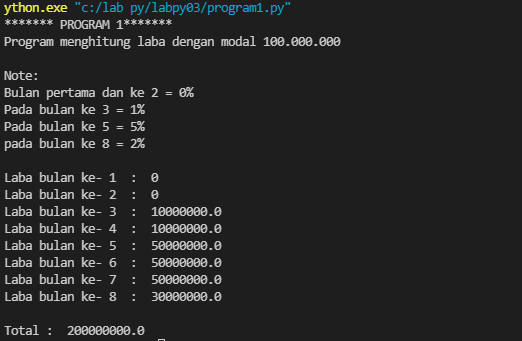 ython.exe "c:/lab py/labpy03/program1.py"
******* PROGRAM 1*******
Program menghitung laba dengan modal 100.000.000
Note:
Bulan pertama dan ke 2 = 0%
Pada bulan ke 3 = 1%
Pada bulan ke 5 = 5%
pada bulan ke 8 = 2%
Laba bulan ke- 1  :  0
Laba bulan ke- 2  :  0
Laba bulan ke- 3  :  10000000.0
Laba bulan ke- 4  :  10000000.0
Laba bulan ke- 5  :  50000000.0
Laba bulan ke- 6  :  50000000.0
Laba bulan ke- 7  :  50000000.0
Laba bulan ke- 8  :  30000000.0
Total :  200000000.0